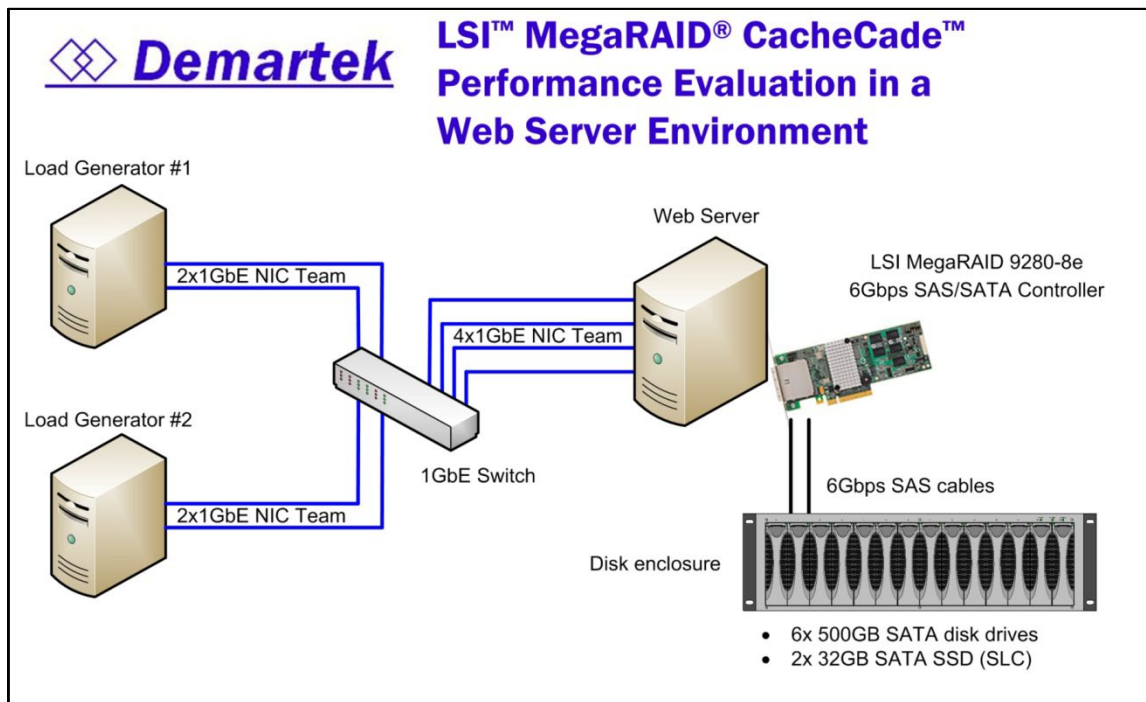 Demartek
LSI™ MegaRAID® CacheCade™
Performance Evaluation in a
Web Server Environment
Load Generator #1
2x1GbE NIC Team
Web Server
LSI MegaRAID 9280-8e
6Gbps SAS/SATA Controller
4x1GbE NIC Team
Load Generator #2
2x1GbE NIC Team
1GbE Switch
6Gbps SAS cables
Disk enclosure
• 6x 500GB SATA disk drives
• 2x 32GB SATA SSD (SLC)